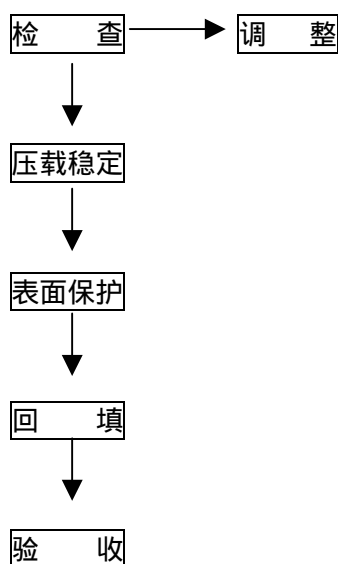 检 查 调 整
压载稳定
表面保护
回 填
验 收